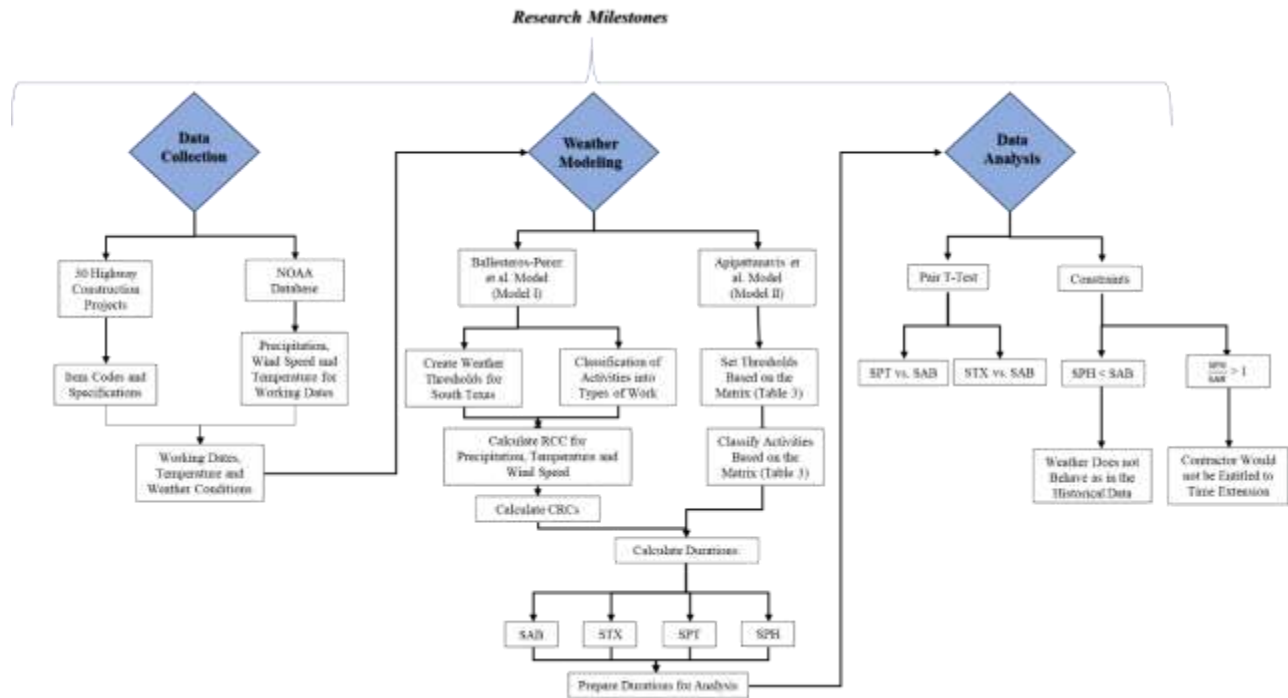 Research Milestones
Data
Collection
30 Highway
Construction
Projects
NOAA
Database
Item Codes and
Specifications
Precipitation,
Wind Speed and
Temperature for
Working Dates
Working Dates,
Temperature and
Weather Conditions
Weather
Modeling
Ballesteros-Perez
et al. Model
(Model I)
Apipattanavis et
al. Model
(Model II)
Create Weather
Thresholds for
South Texas
Classification of
Activities into
Types of Work
Set Thresholds
Based on the
Matrix (Table 3)
Calculate RCC for
Precipitation, Temperature and
Wind Speed
Classify Activities
Based on the
Matrix (Table 3)
Calculate CRCs
Calculate Durations
SAB
STX
SPT
SPH
Prepare Durations for Analysis
Data
Analysis
Pair T-Test
Constraints
SPT vs. SAB
STX vs. SAB
SPH < SAB
SPH
SAB > 1
Weather Does not
Behave as in the
Historical Data
Contractor Would
not be Entitled to
Time Extension